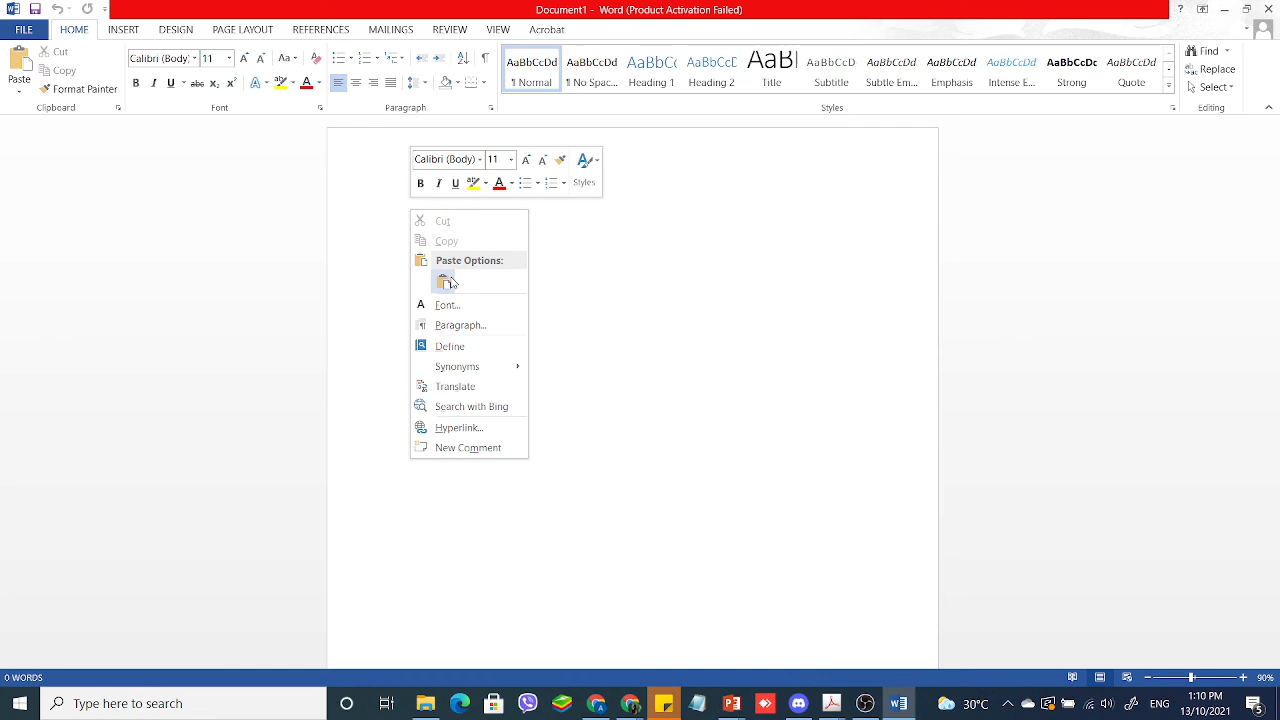 Document1 - Word (Product Activation Failed)
FILE HOME INSERT DESIGN PAGE LAYOUT REFERENCES MAILINGS REVIEW VIEW Acrobat
Paste
Cut
Copy
Format Painter
Clipboard
Calibri (Body) 11
Font
Paragraph
AaBbCcDd AaBbCcDd AaBbCc AaBbCcD AaBl AaBbCcD AaBbCcDd AaBbCcDd AaBbCcDd AaBbCcDc AaBbCcDd
¶ Normal ¶ No Spac... Heading 1 Heading 2 Title Subtitle Subtle Em... Emphasis Intense E... Strong Quote
Styles
Find
Replace
Select
Editing
Calibri (Body) 11
B I U Styles
Cut
Copy
Paste Options:
Font...
Paragraph...
Define
Synonyms
Translate
Search with Bing
Hyperlink...
New Comment
0 WORDS
90%
Type here to search
30°C
ENG
1:10 PM
13/10/2021